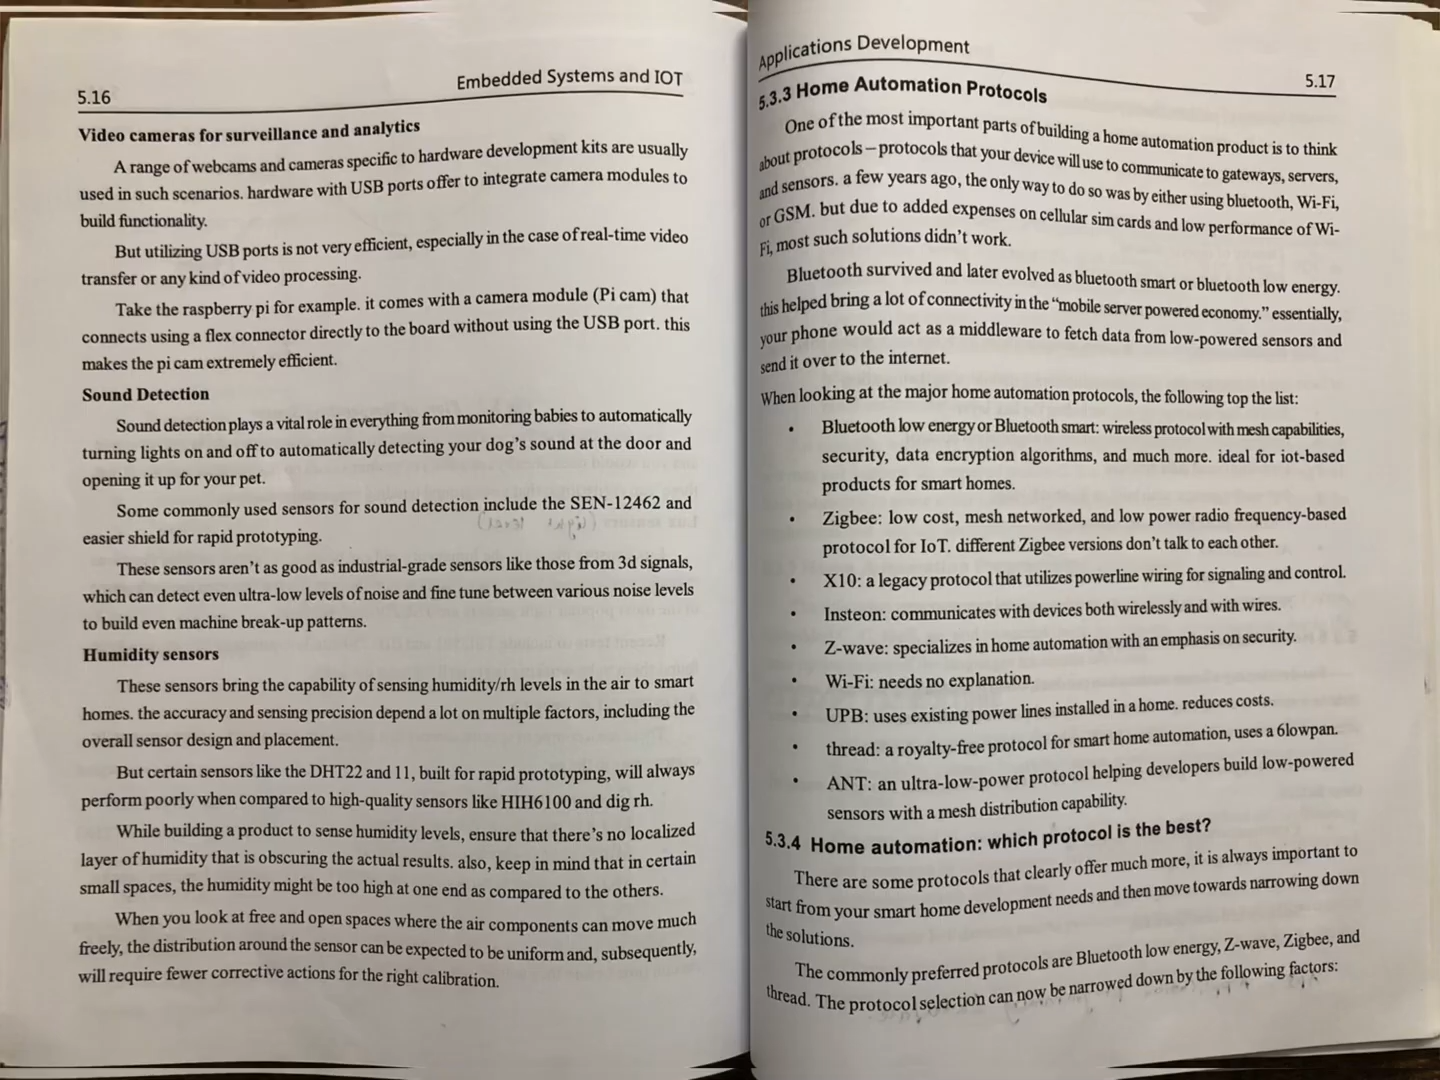 5.16
Embedded Systems and IOT
Video cameras for surveillance and analytics
A range of webcams and cameras specific to hardware development kits are usually
used in such scenarios. hardware with USB ports offer to integrate camera modules to
build functionality.
But utilizing USB ports is not very efficient, especially in the case of real-time video
transfer or any kind of video processing.
Take the raspberry pi for example. it comes with a camera module (Pi cam) that
connects using a flex connector directly to the board without using the USB port. this
makes the pi cam extremely efficient.
Sound Detection
Sound detection plays a vital role in everything from monitoring babies to automatically
turning lights on and off to automatically detecting your dog's sound at the door and
opening it up for your pet.
Some commonly used sensors for sound detection include the SEN-12462 and
easier shield for rapid prototyping.
These sensors aren't as good as industrial-grade sensors like those from 3d signals,
which can detect even ultra-low levels of noise and fine tune between various noise levels
to build even machine break-up patterns.
Humidity sensors
These sensors bring the capability of sensing humidity/rh levels in the air to smart
homes. the accuracy and sensing precision depend a lot on multiple factors, including the
overall sensor design and placement.
But certain sensors like the DHT22 and 11, built for rapid prototyping, will always
perform poorly when compared to high-quality sensors like HIH6100 and dig rh.
While building a product to sense humidity levels, ensure that there's no localized
layer of humidity that is obscuring the actual results. also, keep in mind that in certain
small spaces, the humidity might be too high at one end as compared to the others.
When you look at free and open spaces where the air components can move much
freely, the distribution around the sensor can be expected to be uniform and, subsequently,
will require fewer corrective actions for the right calibration.
Applications Development
5.17
5.3.3 Home Automation Protocols
One of the most important parts of building a home automation product is to think
about protocols – protocols that your device will use to communicate to gateways, servers,
and sensors. a few years ago, the only way to do so was by either using bluetooth, Wi-Fi,
or GSM. but due to added expenses on cellular sim cards and low performance of Wi-
Fi, most such solutions didn't work.
Bluetooth survived and later evolved as bluetooth smart or bluetooth low energy.
this helped bring a lot of connectivity in the "mobile server powered economy." essentially,
your phone would act as a middleware to fetch data from low-powered sensors and
send it over to the internet.
When looking at the major home automation protocols, the following top the list:
• Bluetooth low energy or Bluetooth smart: wireless protocol with mesh capabilities,
security, data encryption algorithms, and much more. ideal for iot-based
products for smart homes.
• Zigbee: low cost, mesh networked, and low power radio frequency-based
protocol for IoT. different Zigbee versions don't talk to each other.
• X10: a legacy protocol that utilizes powerline wiring for signaling and control.
• Insteon: communicates with devices both wirelessly and with wires.
• Z-wave: specializes in home automation with an emphasis on security.
• Wi-Fi: needs no explanation.
• UPB: uses existing power lines installed in a home. reduces costs.
• thread: a royalty-free protocol for smart home automation, uses a 6lowpan.
• ANT: an ultra-low-power protocol helping developers build low-powered
sensors with a mesh distribution capability.
5.3.4 Home automation: which protocol is the best?
There are some protocols that clearly offer much more, it is always important to
start from your smart home development needs and then move towards narrowing down
the solutions.
The commonly preferred protocols are Bluetooth low energy, Z-wave, Zigbee, and
thread. The protocol selection can now be narrowed down by the following factors: